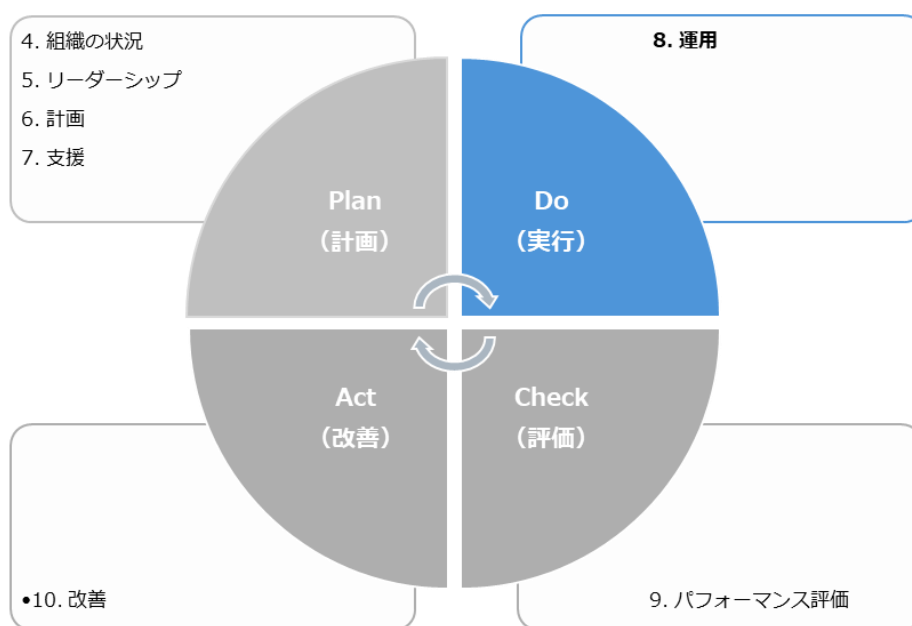 4. 組織の状況
5. リーダーシップ
6. 計画
7. 支援
8. 運用
Plan
（計画）
Do
（実行）
Act
（改善）
Check
（評価）
•10. 改善
9. パフォーマンス評価